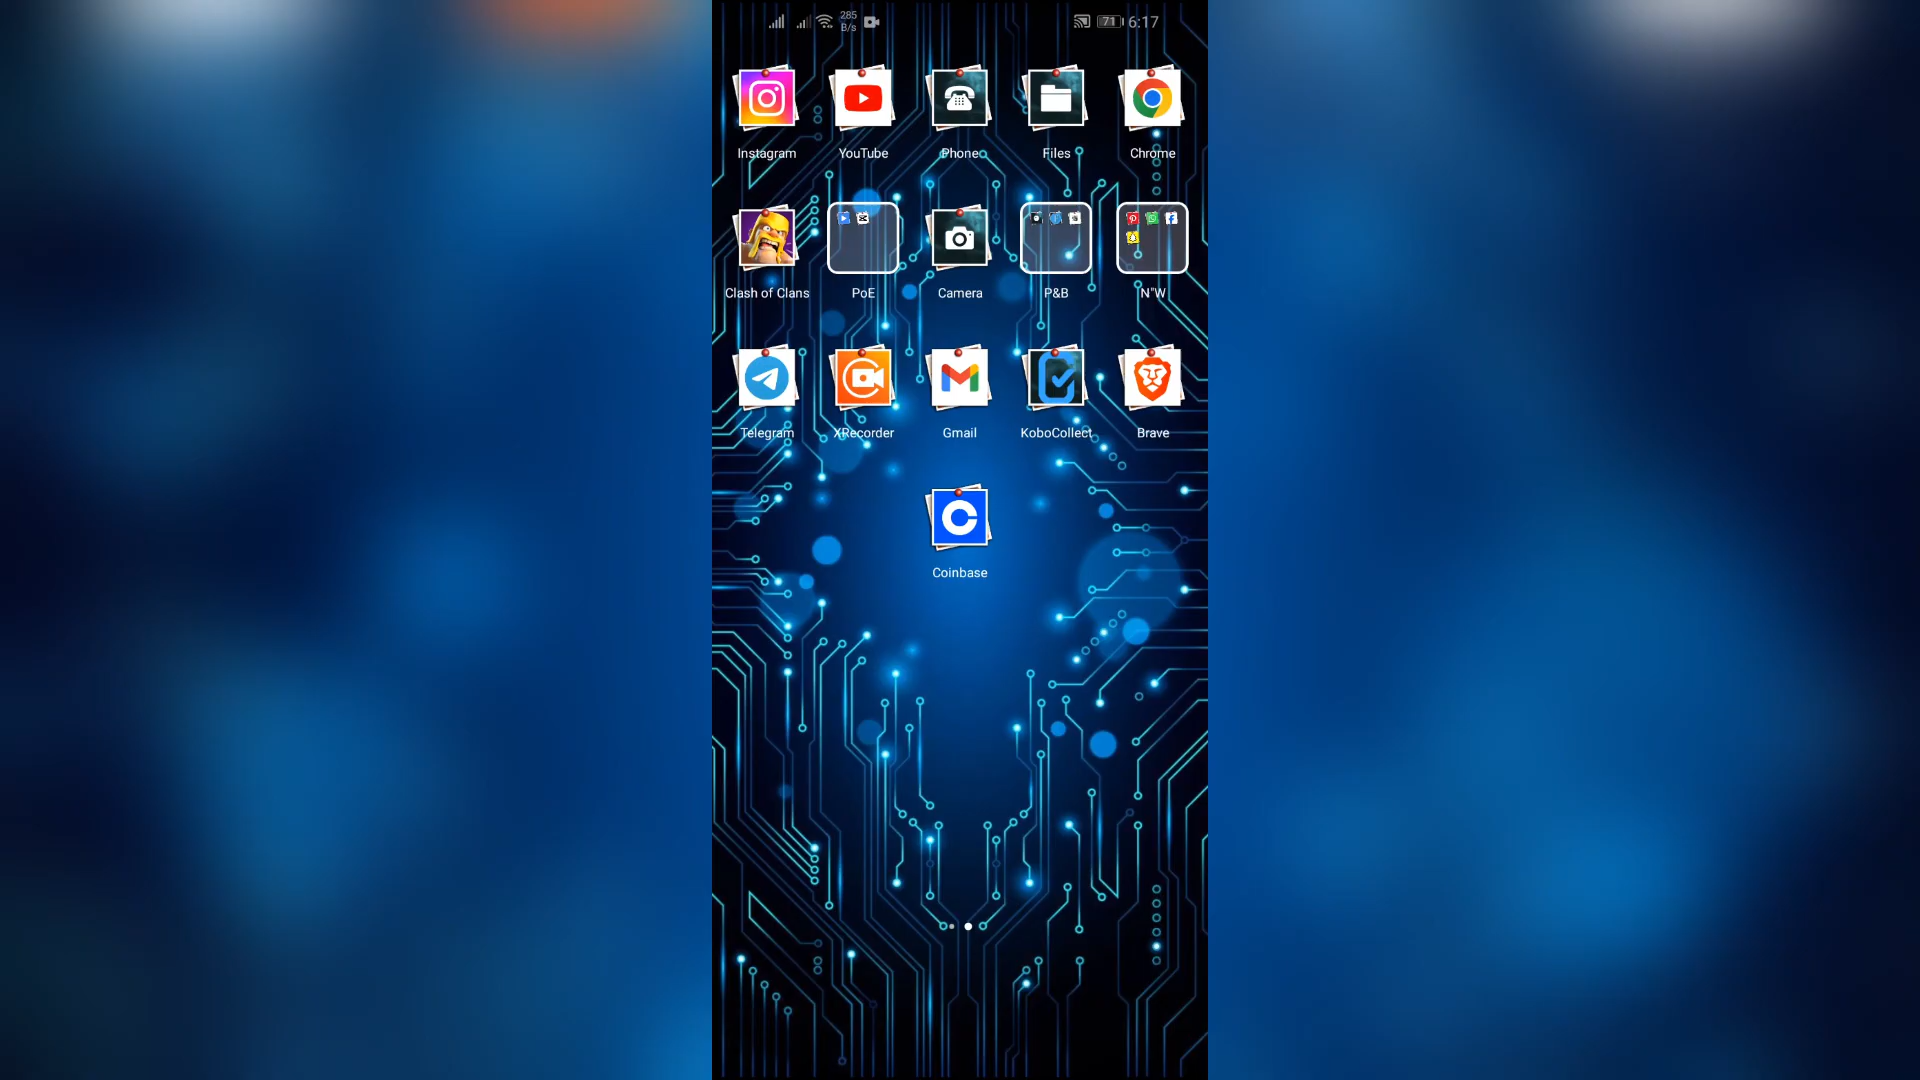 285
B/s
71 6:17
Instagram YouTube Phone Files Chrome
Clash of Clans PoE Camera P&B N"W
Telegram XRecorder Gmail KoboCollect Brave
Coinbase